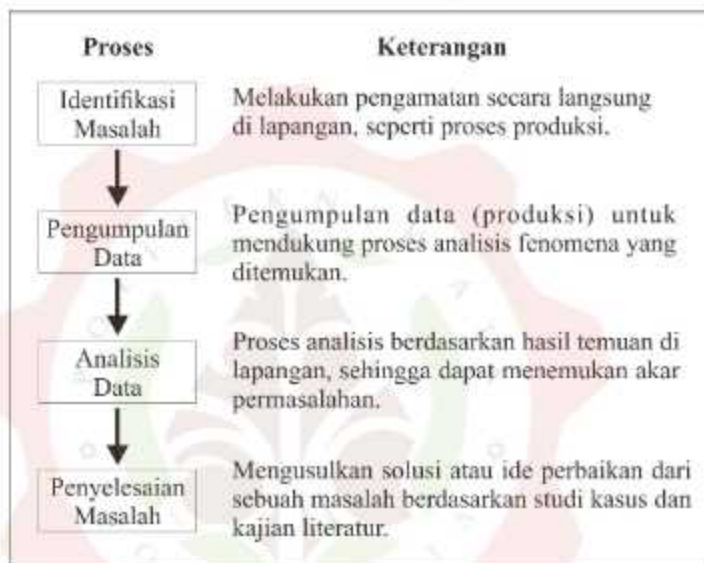 Proses Keterangan
Identifikasi
Masalah
Melakukan pengamatan secara langsung
di lapangan, seperti proses produksi.
Pengumpulan
Data
Pengumpulan data (produksi) untuk
mendukung proses analisis fenomena yang
ditemukan.
Analisis
Data
Proses analisis berdasarkan hasil temuan di
lapangan, sehingga dapat menemukan akar
permasalahan.
Penyelesaian
Masalah
Mengusulkan solusi atau ide perbaikan dari
sebuah masalah berdasarkan studi kasus dan
kajian literatur.